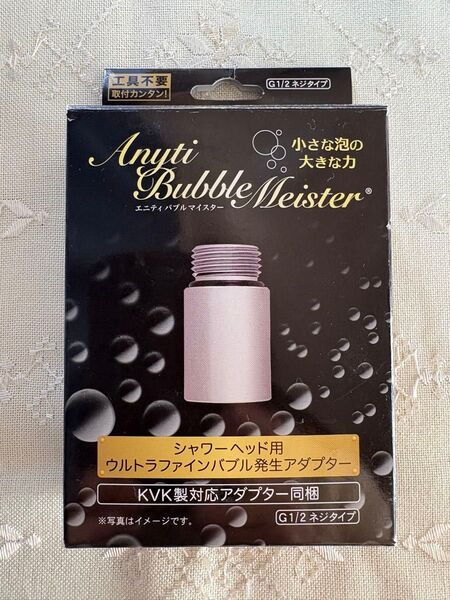 工具不要
取付カンタン!
G1/2 ネジタイプ
Anyti
Bubble Meister®
エニティ バブル マイスター
小さな泡の
大きな力
シャワーヘッド用
ウルトラファインバブル発生アダプター
KVK製対応アダプター同梱
※写真はイメージです。
G1/2 ネジタイプ